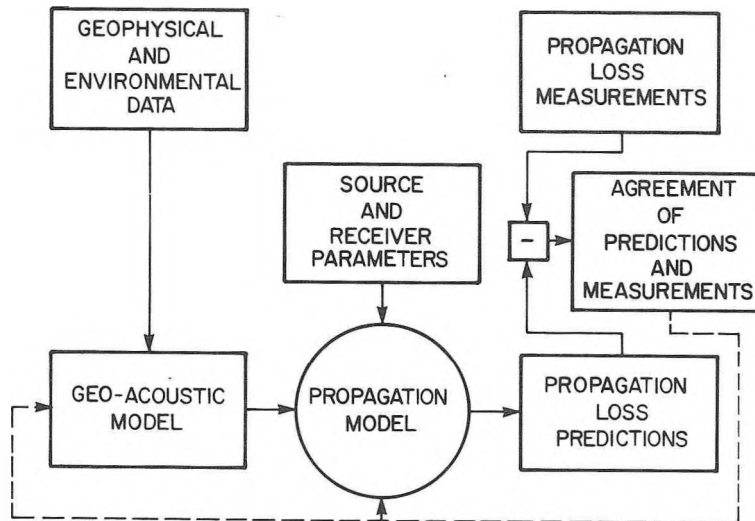 GEOPHYSICAL
AND
ENVIRONMENTAL
DATA
PROPAGATION
LOSS
MEASUREMENTS
SOURCE
AND
RECEIVER
PARAMETERS
–
AGREEMENT
OF
PREDICTIONS
AND
MEASUREMENTS
GEO-ACOUSTIC
MODEL
PROPAGATION
MODEL
PROPAGATION
LOSS
PREDICTIONS